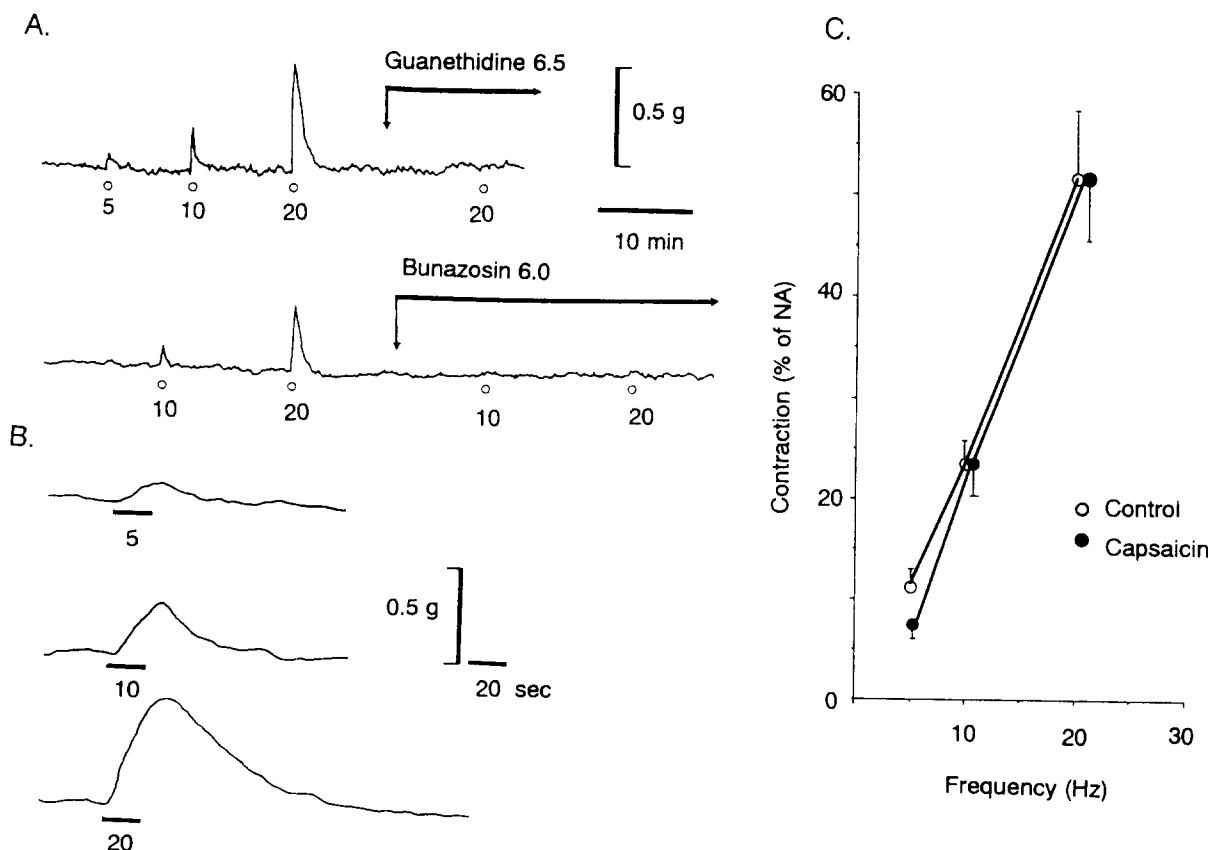 A.
Guanethidine 6.5
0.5 g
5 10 20 20
10 min
Bunazosin 6.0
10 20 10 20
B.
5
0.5 g
10
20 sec
20
C.
60
40
20
0
10 20 30
Contraction (% of NA)
Frequency (Hz)
Control
Capsaicin